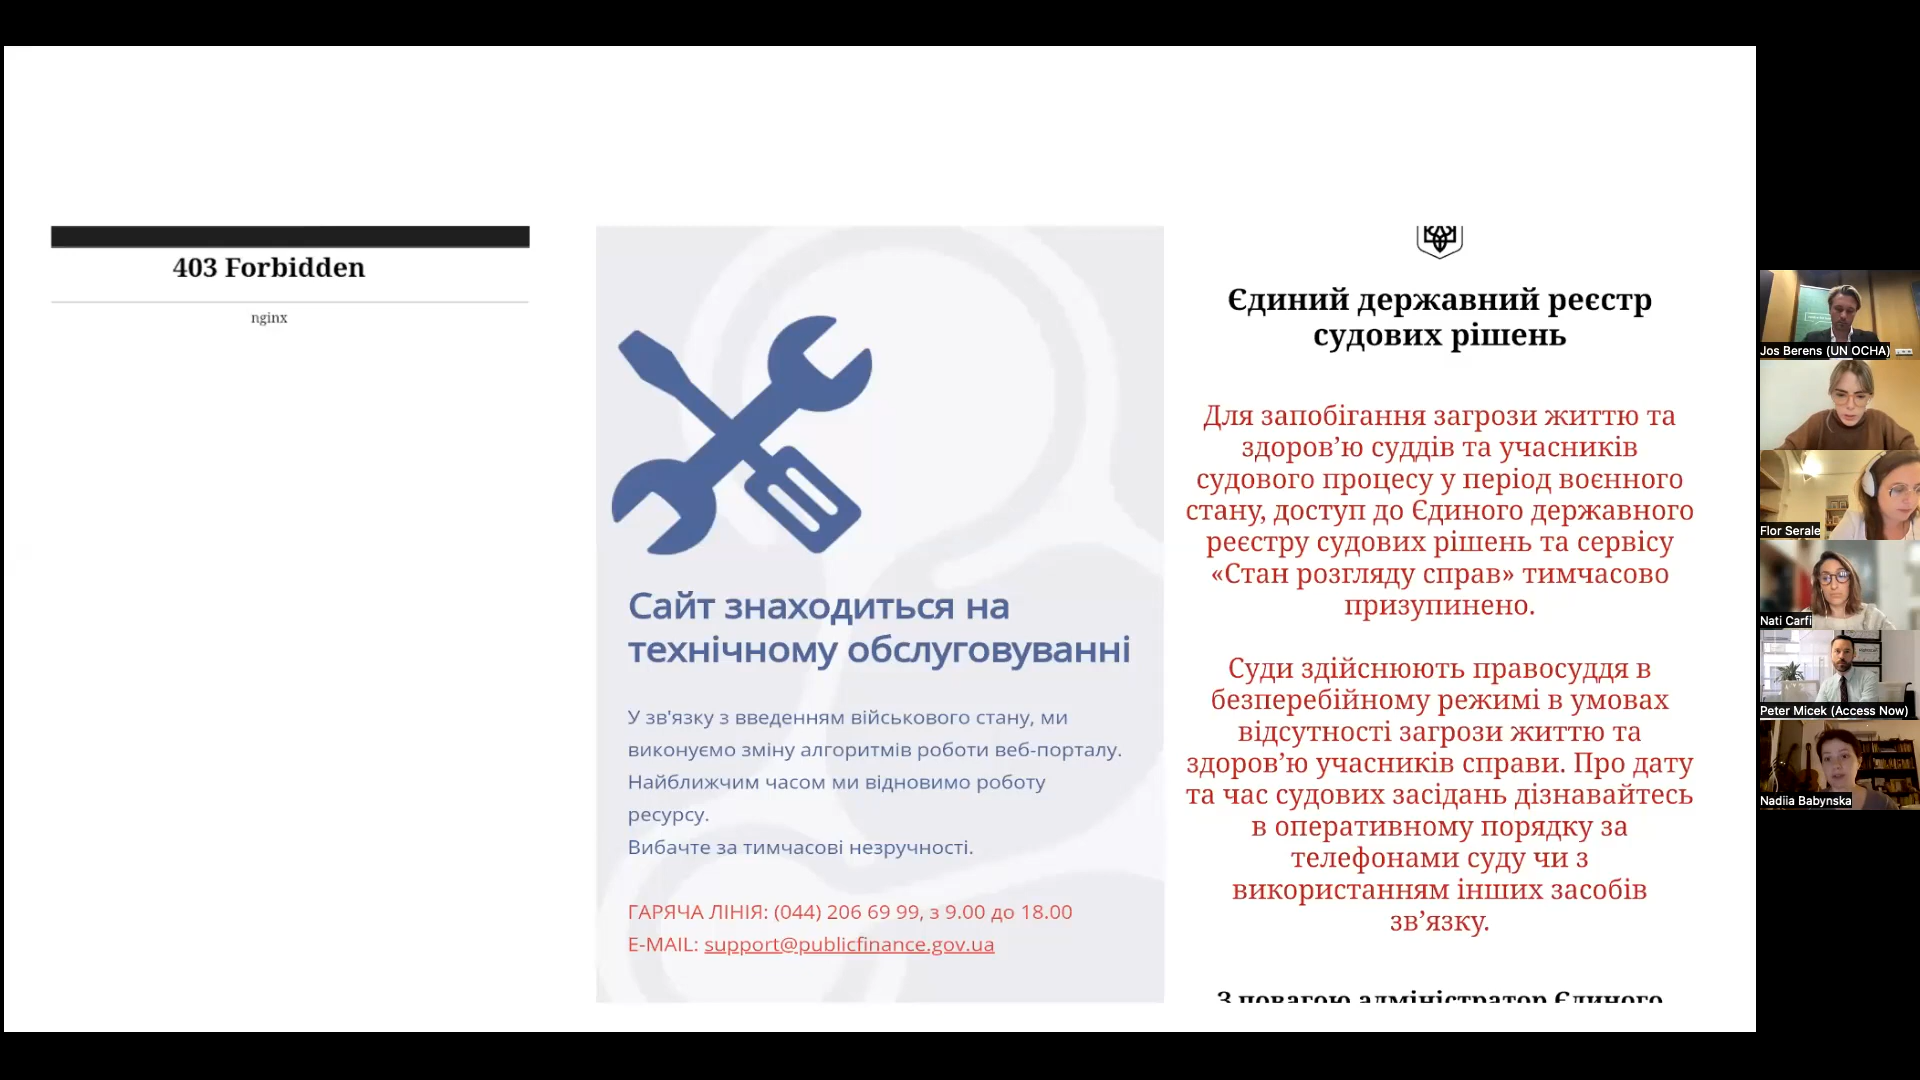 403 Forbidden
nginx
Сайт знаходиться на
технічному обслуговуванні
У зв'язку з введенням військового стану, ми
виконуємо зміну алгоритмів роботи веб-порталу.
Найближчим часом ми відновимо роботу
ресурсу.
Вибачте за тимчасові незручності.
ГАРЯЧА ЛІНІЯ: (044) 206 69 99, з 9.00 до 18.00
E-MAIL: support@publicfinance.gov.ua
Єдиний державний реєстр
судових рішень
Для запобігання загрози життю та
здоров’ю суддів та учасників
судового процесу у період воєнного
стану, доступ до Єдиного державного
реєстру судових рішень та сервісу
«Стан розгляду справ» тимчасово
призупинено.
Суди здійснюють правосуддя в
безперебійному режимі в умовах
відсутності загрози життю та
здоров’ю учасників справи. Про дату
та час судових засідань дізнавайтесь
в оперативному порядку за
телефонами суду чи з
використанням інших засобів
зв’язку.
З повагою адміністратор Єдиного
Jos Berens (UN OCHA)
Flor Serale
Nati Carfi
Peter Micek (Access Now)
Nadiia Babynska